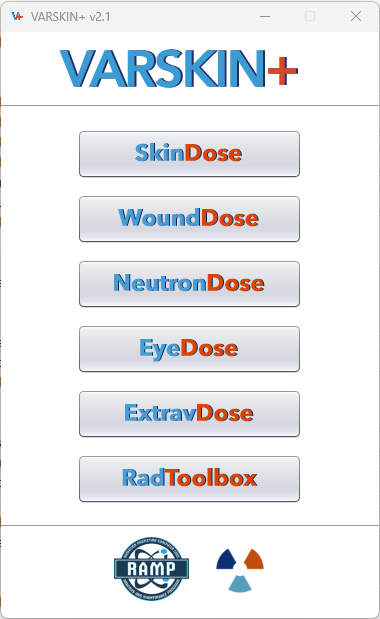 VARSKIN+ v2.1
VARSKIN+
SkinDose
WoundDose
NeutronDose
EyeDose
ExtravDose
RadToolbox
RAMP